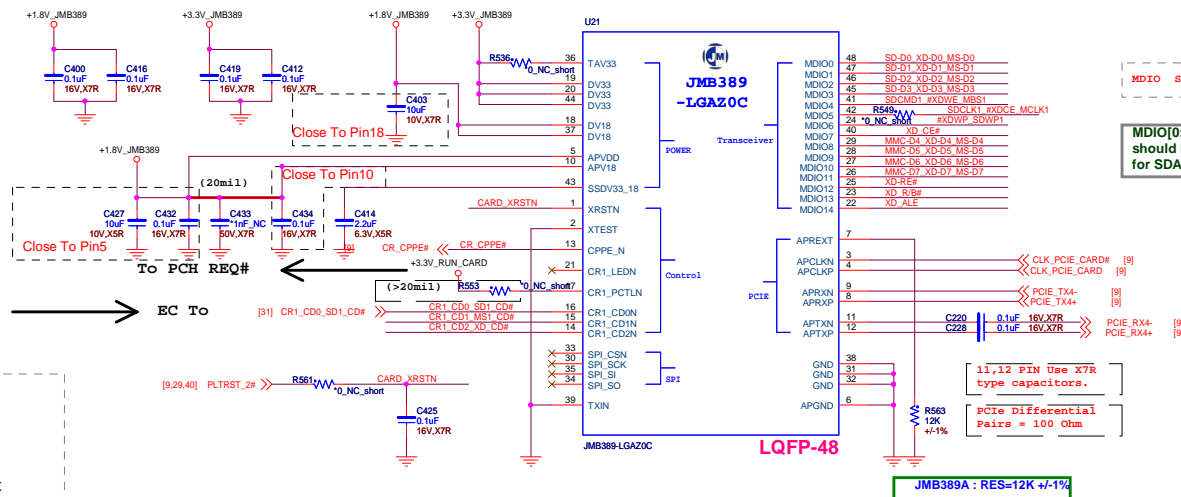 +1.8V_JMB389
+3.3V_JMB389
+1.8V_JMB389
+3.3V_JMB389
C400
0.1uF
16V,X7R
C416
0.1uF
16V,X7R
C419
0.1uF
16V,X7R
C412
0.1uF
16V,X7R
C403
10uF
10V,X7R
Close To Pin18
R536
*0_NC_short
+1.8V_JMB389
(20mil)
Close To Pin10
C427
10uF
10V,X5R
C432
0.1uF
16V,X7R
C433
*1nF_NC
50V,X7R
C434
0.1uF
16V,X7R
C414
2.2uF
6.3V,X5R
Close To Pin5
To PCH REQ#
EC To
CARD_XRSTN
[9] CR_CPPE# CR_CPPE#
+3.3V_RUN_CARD
(>20mil)
R553
*0_NC_short
[31] CR1_CD0_SD1_CD# CR1_CD0_SD1_CD#
CR1_CD1_MS1_CD#
CR1_CD2_XD_CD#
[9,29,40] PLTRST_2#
R561
*0_NC_short
CARD_XRSTN
C425
0.1uF
16V,X7R
U21
JM
JMB389
-LGAZ0C
36 TAV33
19 DV33
20 DV33
44 DV33
18 DV18
37 DV18
5 APVDD
10 APV18
43 SSDV33_18
POWER
1 XRSTN
2 XTEST
13 CPPE_N
21 CR1_LEDN
17 CR1_PCTLN
16 CR1_CD0N
15 CR1_CD1N
14 CR1_CD2N
Control
33 SPI_CSN
30 SPI_SCK
35 SPI_SI
34 SPI_SO
SPI
39 TXIN
Transceiver
MDIO0 48 SD-D0_XD-D0_MS-D0
MDIO1 47 SD-D1_XD-D1_MS-D1
MDIO2 46 SD-D2_XD-D2_MS-D2
MDIO3 45 SD-D3_XD-D3_MS-D3
MDIO4 41 SDCMD1_#XDWE_MBS1
MDIO5 42 R549 *0_NC_short SDCLK1_#XDCE_MCLK1
MDIO6 24 #XDWP_SDWP1
MDIO7 40 XD_CE#
MDIO8 29 MMC-D4_XD-D4_MS-D4
MDIO9 28 MMC-D5_XD-D5_MS-D5
MDIO10 27 MMC-D6_XD-D6_MS-D6
MDIO11 26 MMC-D7_XD-D7_MS-D7
MDIO12 25 XD-RE#
MDIO13 23 XD_R/B#
MDIO14 22 XD_ALE
PCIE
APREXT 7
APCLKN 3 CLK_PCIE_CARD# [9]
APCLKP 4 CLK_PCIE_CARD [9]
APRXN 9 PCIE_TX4- [9]
APRXP 8 PCIE_TX4+ [9]
APTXN 11 C220 0.1uF 16V,X7R PCIE_RX4- [9
APTXP 12 C228 0.1uF 16V,X7R PCIE_RX4+ [9
GND 38
GND 31
GND 32
APGND 6
R563
12K
+/-1%
JMB389-LGAZ0C
LQFP-48
MDIO S
MDIO[0:
should
for SDA
11,12 PIN Use X7R
type capacitors.
PCIe Differential
Pairs = 100 Ohm
JMB389A : RES=12K +/-1%